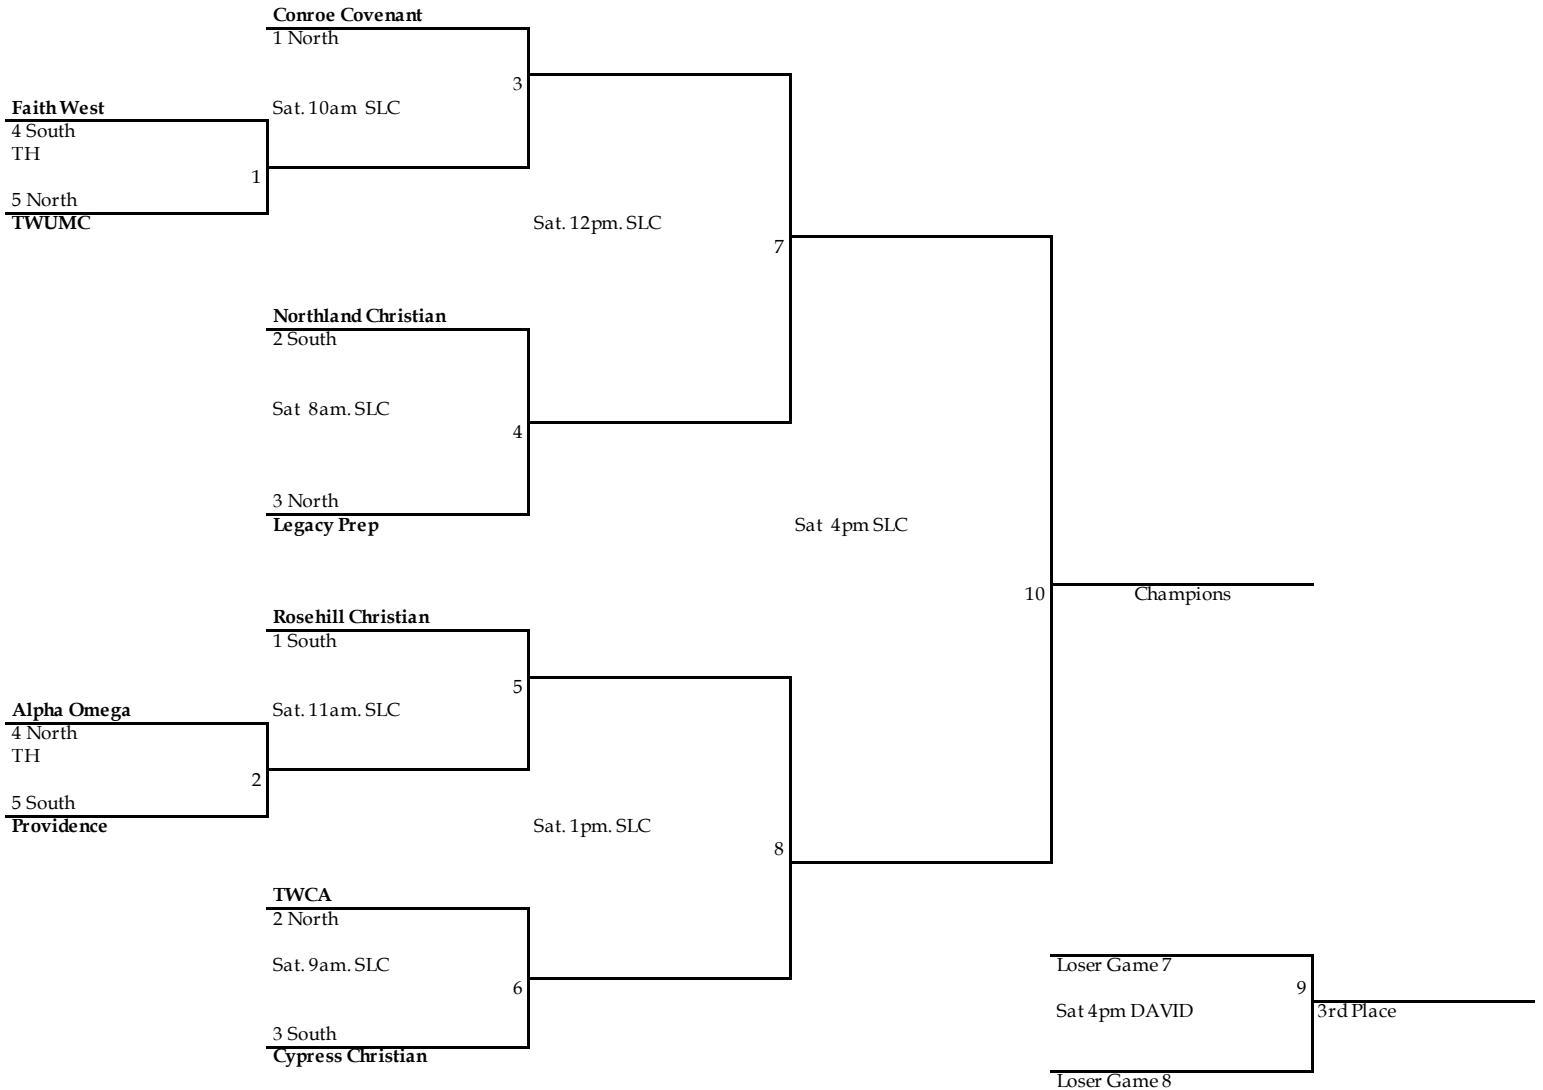 Conroe Covenant
1 North
3
Faith West
Sat. 10am SLC
4 South
TH
1
5 North
TWUMC
Sat. 12pm. SLC
7
Northland Christian
2 South
Sat 8am. SLC
4
3 North
Legacy Prep
Sat 4pm SLC
10
Champions
Rosehill Christian
1 South
5
Alpha Omega
Sat. 11am. SLC
4 North
TH
2
5 South
Providence
Sat. 1pm. SLC
8
TWCA
2 North
Sat. 9am. SLC
6
3 South
Cypress Christian
Loser Game 7
9
Sat 4pm DAVID
3rd Place
Loser Game 8